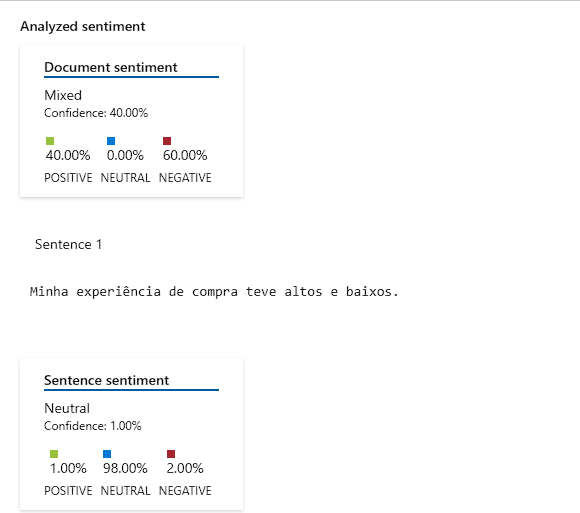 Analyzed sentiment
Document sentiment
Mixed
Confidence: 40.00%
40.00% 0.00% 60.00%
POSITIVE NEUTRAL NEGATIVE
Sentence 1
Minha experiência de compra teve altos e baixos.
Sentence sentiment
Neutral
Confidence: 1.00%
1.00% 98.00% 2.00%
POSITIVE NEUTRAL NEGATIVE